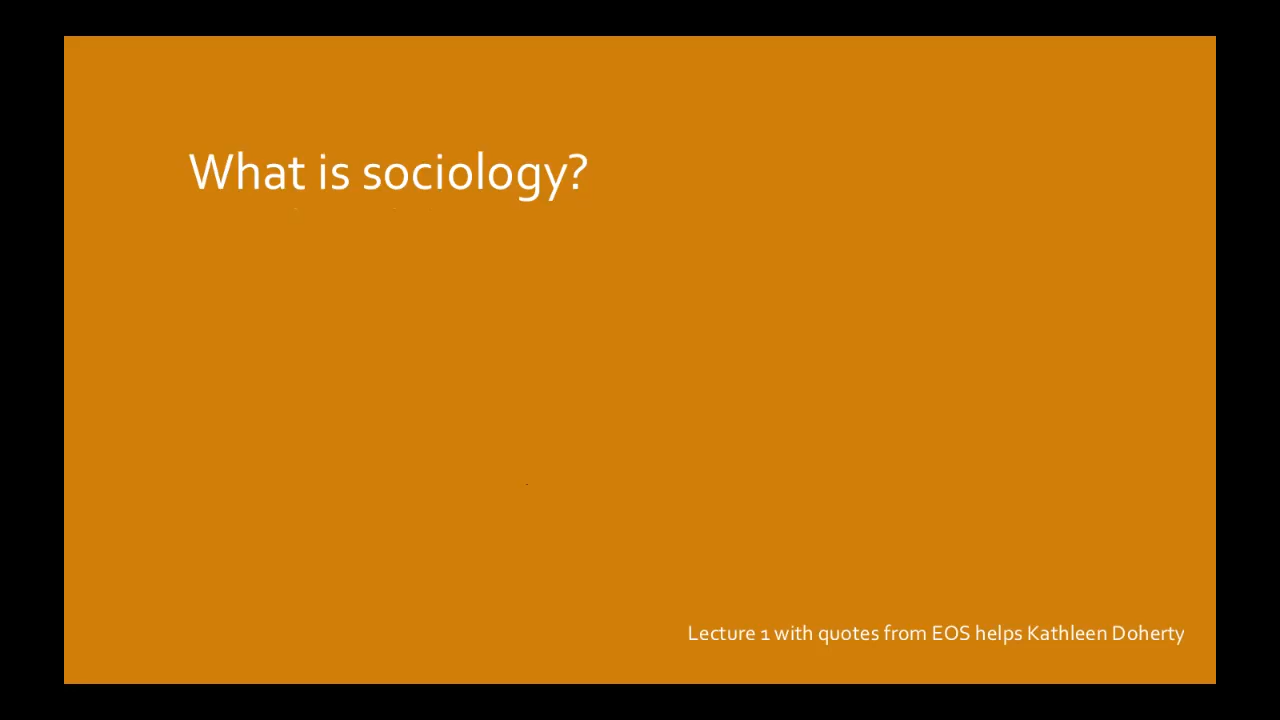 What is sociology?
Lecture 1 with quotes from EOS helps Kathleen Doherty